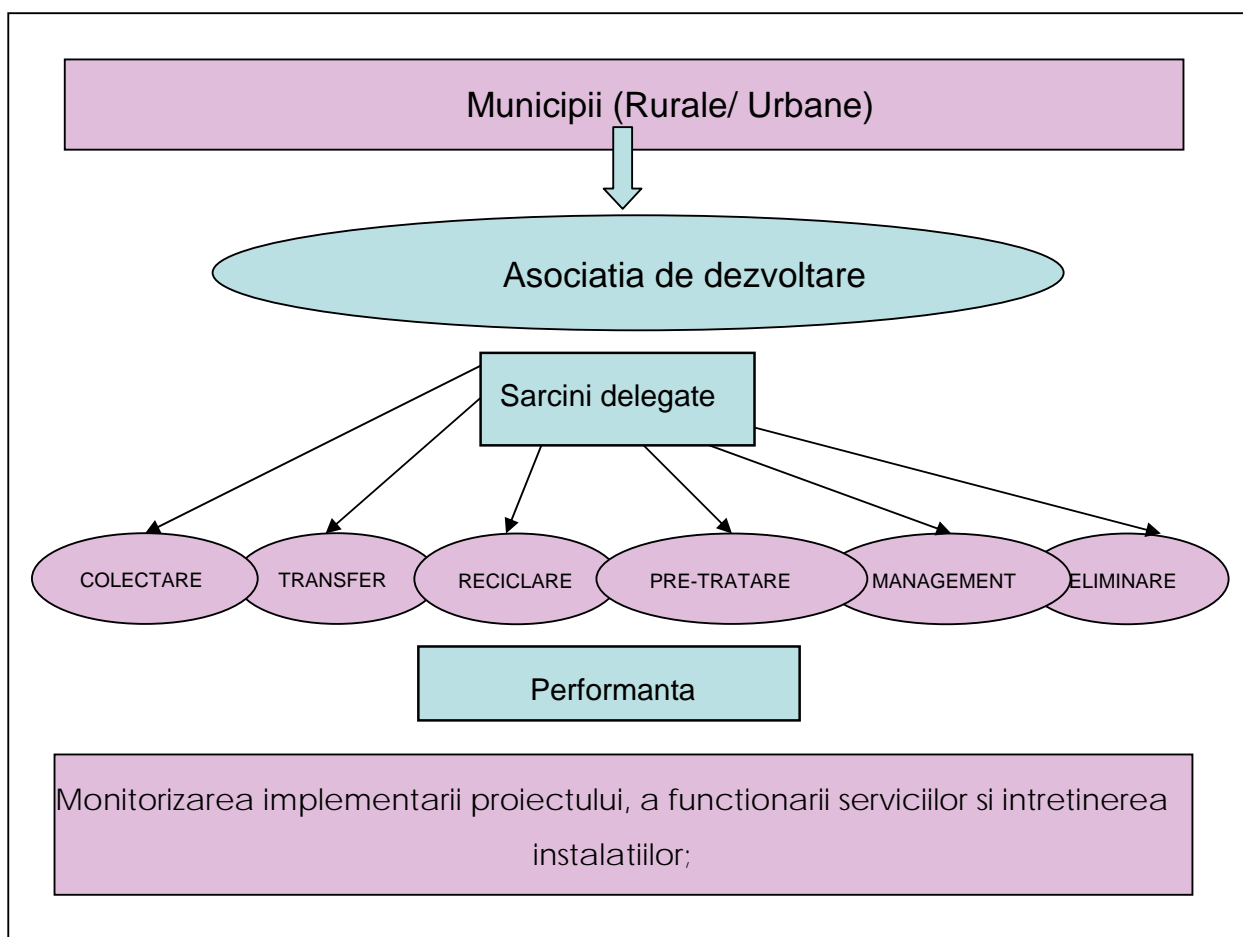 Municipii (Rurale/ Urbane)
Asociatia de dezvoltare
Sarcini delegate
COLECTARE
TRANSFER
RECICLARE
PRE-TRATARE
MANAGEMENT
ELIMINARE
Performanta
Monitorizarea implementarii proiectului, a functionarii serviciilor si intretinerea
instalatiilor;